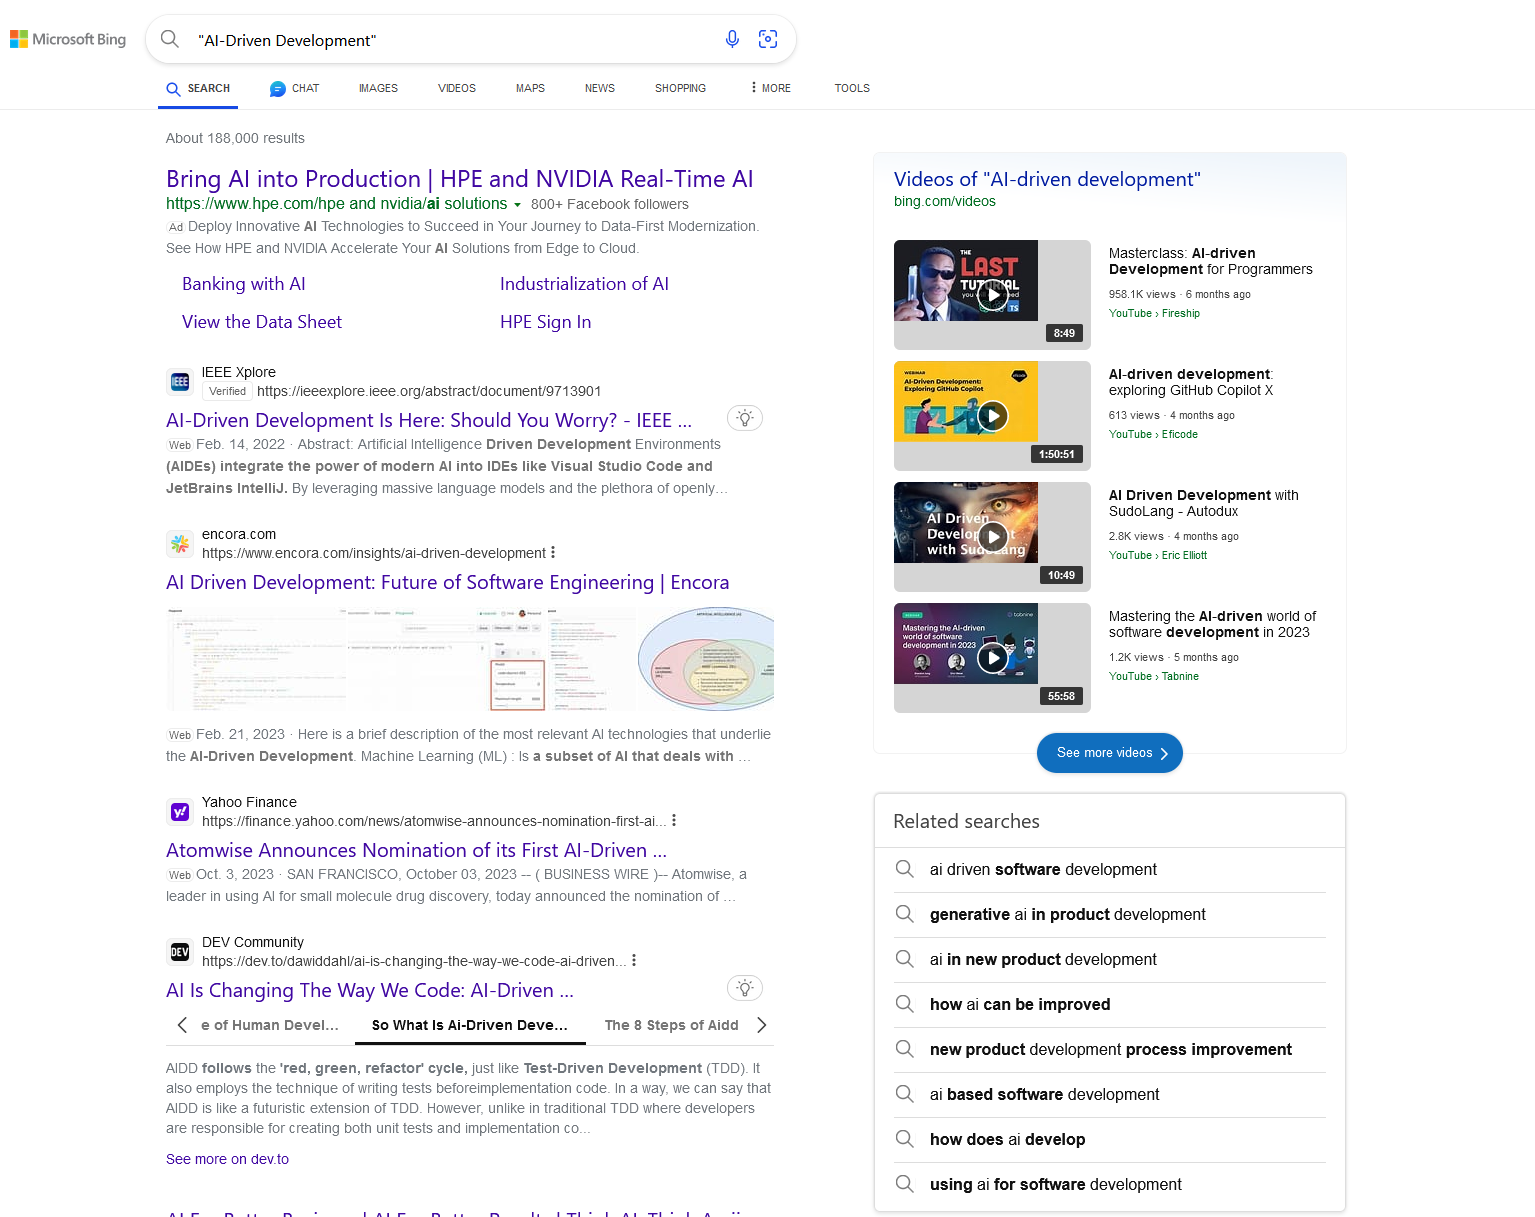 Microsoft Bing
"AI-Driven Development"
SEARCH
CHAT
IMAGES
VIDEOS
MAPS
NEWS
SHOPPING
MORE
TOOLS
About 188,000 results
Bring AI into Production | HPE and NVIDIA Real-Time AI
https://www.hpe.com/hpe and nvidia/ai solutions 800+ Facebook followers
Ad Deploy Innovative AI Technologies to Succeed in Your Journey to Data-First Modernization.
See How HPE and NVIDIA Accelerate Your AI Solutions from Edge to Cloud.
Banking with AI
Industrialization of AI
View the Data Sheet
HPE Sign In
IEEE
IEEE Xplore
Verified https://ieeexplore.ieee.org/abstract/document/9713901
AI-Driven Development Is Here: Should You Worry? - IEEE ...
Web Feb. 14, 2022 · Abstract: Artificial Intelligence Driven Development Environments
(AIDEs) integrate the power of modern AI into IDEs like Visual Studio Code and
JetBrains IntelliJ. By leveraging massive language models and the plethora of openly…
encora.com
https://www.encora.com/insights/ai-driven-development
AI Driven Development: Future of Software Engineering | Encora
Web Feb. 21, 2023 · Here is a brief description of the most relevant AI technologies that underlie
the AI-Driven Development. Machine Learning (ML) : Is a subset of AI that deals with …
y!
Yahoo Finance
https://finance.yahoo.com/news/atomwise-announces-nomination-first-ai...
Atomwise Announces Nomination of its First AI-Driven …
Web Oct. 3, 2023 · SAN FRANCISCO, October 03, 2023 -- ( BUSINESS WIRE )-- Atomwise, a
leader in using AI for small molecule drug discovery, today announced the nomination of …
DEV
DEV Community
https://dev.to/dawiddahl/ai-is-changing-the-way-we-code-ai-driven...
AI Is Changing The Way We Code: AI-Driven …
e of Human Devel...
So What Is Ai-Driven Deve...
The 8 Steps of Aidd
AIDD follows the 'red, green, refactor' cycle, just like Test-Driven Development (TDD). It
also employs the technique of writing tests beforeimplementation code. In a way, we can say that
AIDD is like a futuristic extension of TDD. However, unlike in traditional TDD where developers
are responsible for creating both unit tests and implementation co...
See more on dev.to
Videos of "AI-driven development"
bing.com/videos
THE
LAST
TUTORIAL
you will need
TS
8:49
Masterclass: AI-driven
Development for Programmers
958.1K views · 6 months ago
YouTube › Fireship
WEBINAR
AI-Driven Development:
Exploring GitHub Copilot
1:50:51
AI-driven development:
exploring GitHub Copilot X
613 views · 4 months ago
YouTube › Eficode
AI Driven
Development
with SudoLang
10:49
AI Driven Development with
SudoLang - Autodux
2.8K views · 4 months ago
YouTube › Eric Elliott
tabnine
Mastering the AI-driven
world of software
development in 2023
55:58
Mastering the AI-driven world of
software development in 2023
1.2K views · 5 months ago
YouTube › Tabnine
See more videos
Related searches
ai driven software development
generative ai in product development
ai in new product development
how ai can be improved
new product development process improvement
ai based software development
how does ai develop
using ai for software development